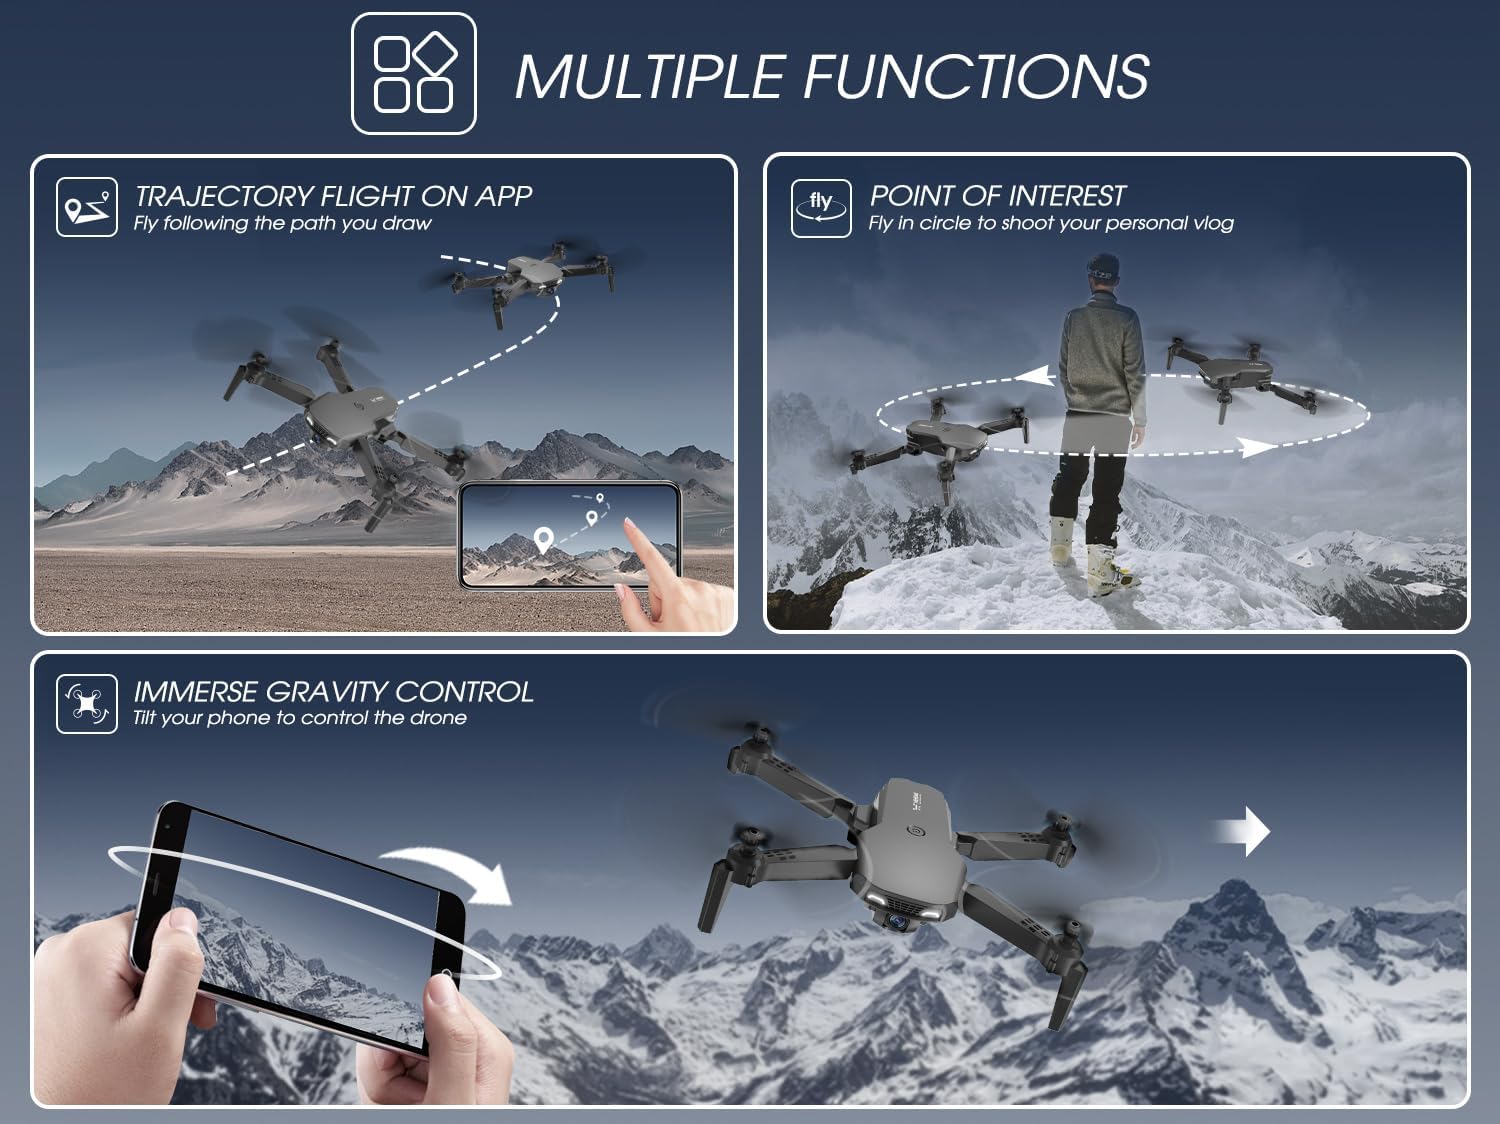 MULTIPLE FUNCTIONS
TRAJECTORY FLIGHT ON APP
Fly following the path you draw
fly
POINT OF INTEREST
Fly in circle to shoot your personal vlog
IMMERSE GRAVITY CONTROL
Tilt your phone to control the drone